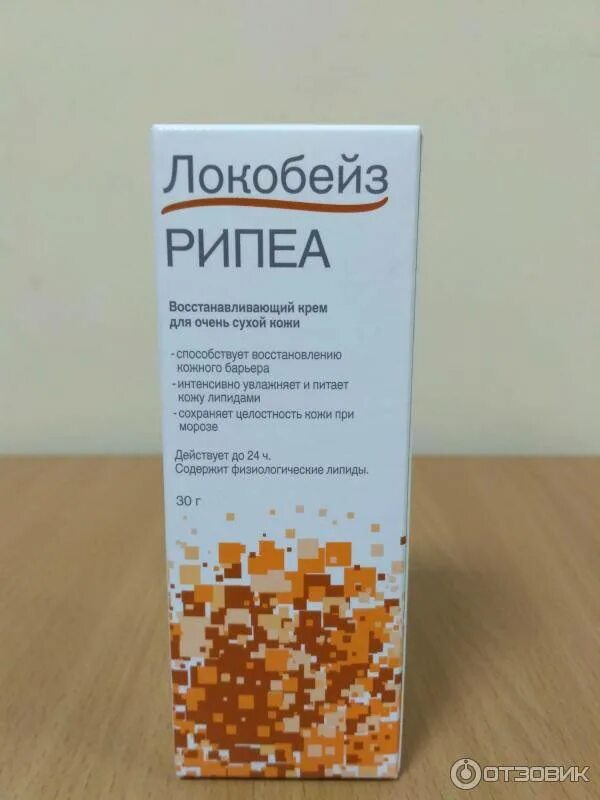 Локобейз
РИПЕА
Восстанавливающий крем
для очень сухой кожи
-способствует восстановлению
кожного барьера
-интенсивно увлажняет и питает
кожу липидами
-сохраняет целостность кожи при
морозе
Действует до 24 ч.
Содержит физиологические липиды.
30 г
ОТЗОВИК